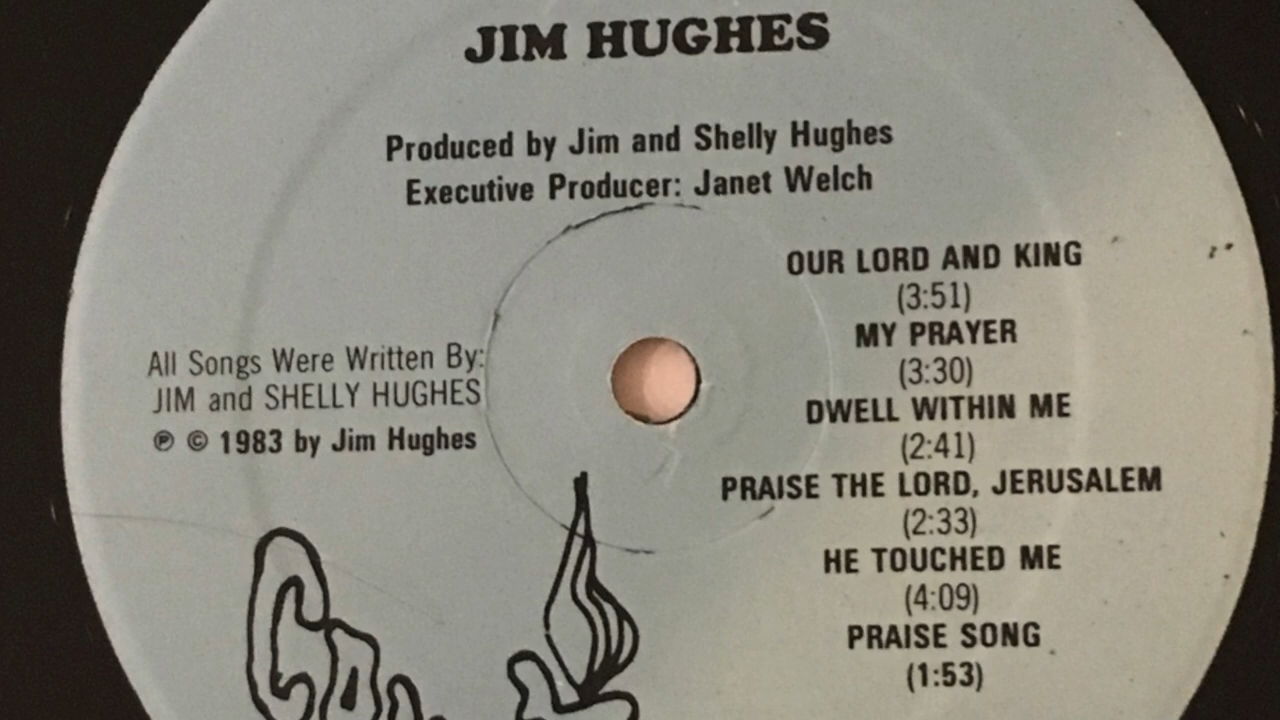 JIM HUGHES
Produced by Jim and Shelly Hughes
Executive Producer: Janet Welch
All Songs Were Written By:
JIM and SHELLY HUGHES
℗ © 1983 by Jim Hughes
OUR LORD AND KING
(3:51)
MY PRAYER
(3:30)
DWELL WITHIN ME
(2:41)
PRAISE THE LORD, JERUSALEM
(2:33)
HE TOUCHED ME
(4:09)
PRAISE SONG
(1:53)